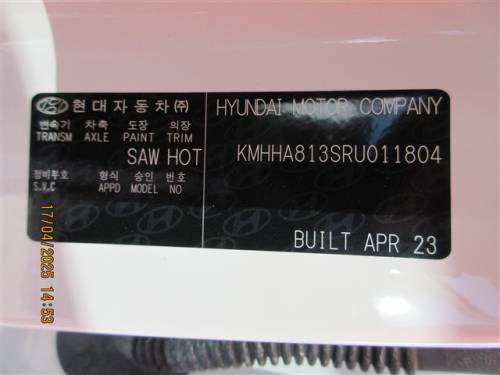 현대자동차(주) HYUNDAI MOTOR COMPANY
변속기 차축 도장 의장
TRANSM AXLE PAINT TRIM
SAW HOT KMHHA813SRU011804
정비부호 형식 승인 번호
S.V.C APPD MODEL NO
BUILT APR 23
17/04/2025 14:53